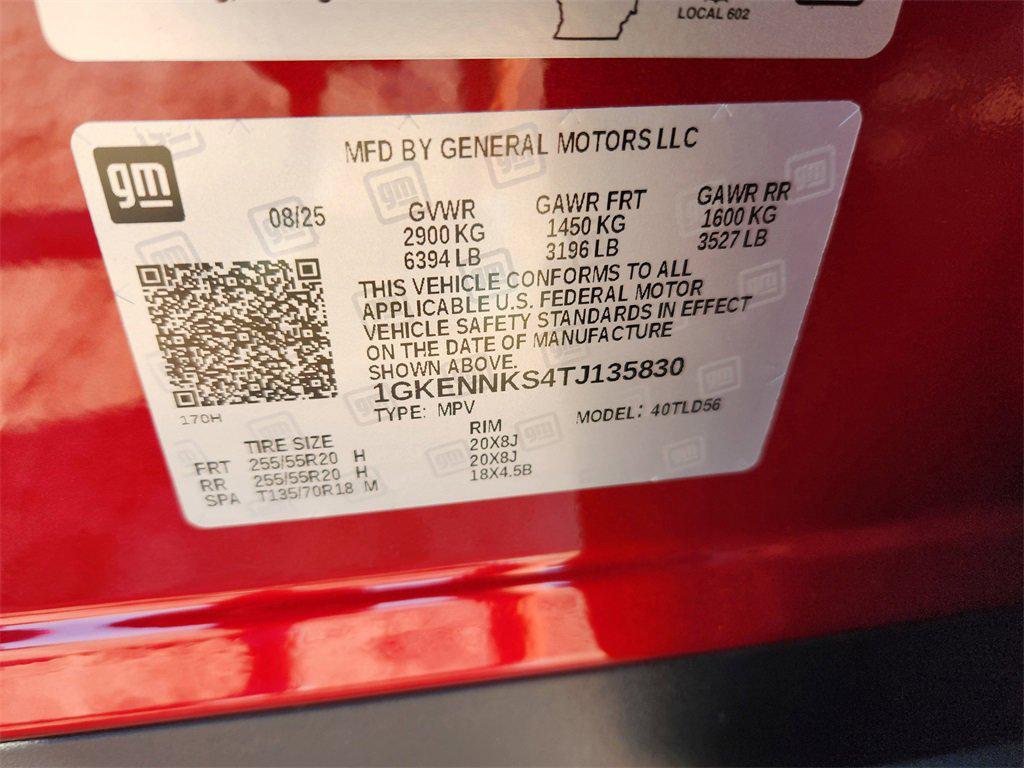 LOCAL 602
gm
MFD BY GENERAL MOTORS LLC
08/25
GVWR
2900 KG
6394 LB
GAWR FRT
1450 KG
3196 LB
GAWR RR
1600 KG
3527 LB
THIS VEHICLE CONFORMS TO ALL
APPLICABLE U.S. FEDERAL MOTOR
VEHICLE SAFETY STANDARDS IN EFFECT
ON THE DATE OF MANUFACTURE
SHOWN ABOVE.
1GKENNKS4TJ135830
TYPE: MPV MODEL: 40TLD56
170H
TIRE SIZE RIM
FRT 255/55R20 H 20X8J
RR 255/55R20 H 20X8J
SPA T135/70R18 M 18X4.5B